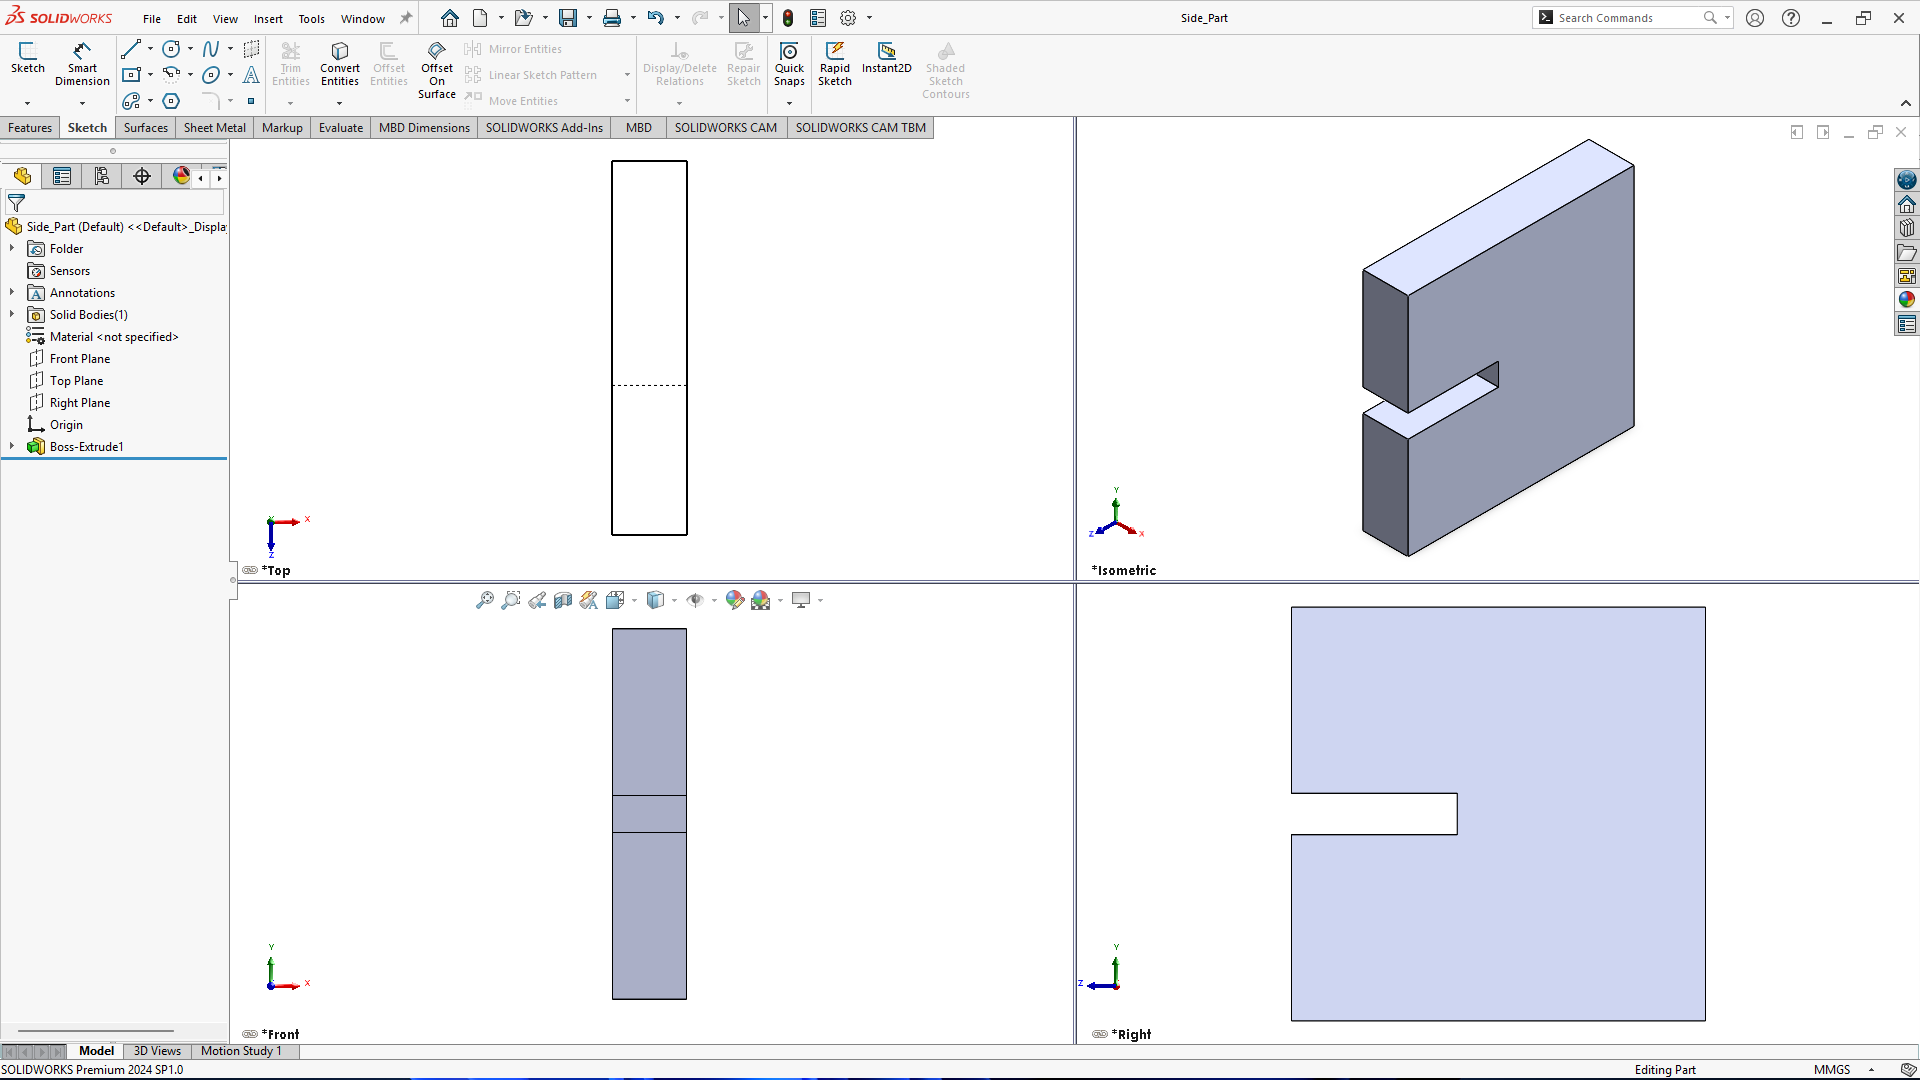 SOLIDWORKS File Edit View Insert Tools Window Side_Part Search Commands
Sketch
Smart Dimension
Trim Entities
Convert Entities
Offset Entities
Offset On Surface
Mirror Entities
Linear Sketch Pattern
Move Entities
Display/Delete Relations
Repair Sketch
Quick Snaps
Rapid Sketch
Instant2D
Shaded Sketch Contours
Features Sketch Surfaces Sheet Metal Markup Evaluate MBD Dimensions SOLIDWORKS Add-Ins MBD SOLIDWORKS CAM SOLIDWORKS CAM TBM
Side_Part (Default) <<Default>_Displa
Folder
Sensors
Annotations
Solid Bodies(1)
Material <not specified>
Front Plane
Top Plane
Right Plane
Origin
Boss-Extrude1
X
Z
*Top
Y
Z
X
*Isometric
Y
X
*Front
Y
Z
*Right
Model 3D Views Motion Study 1
SOLIDWORKS Premium 2024 SP1.0 Editing Part MMGS